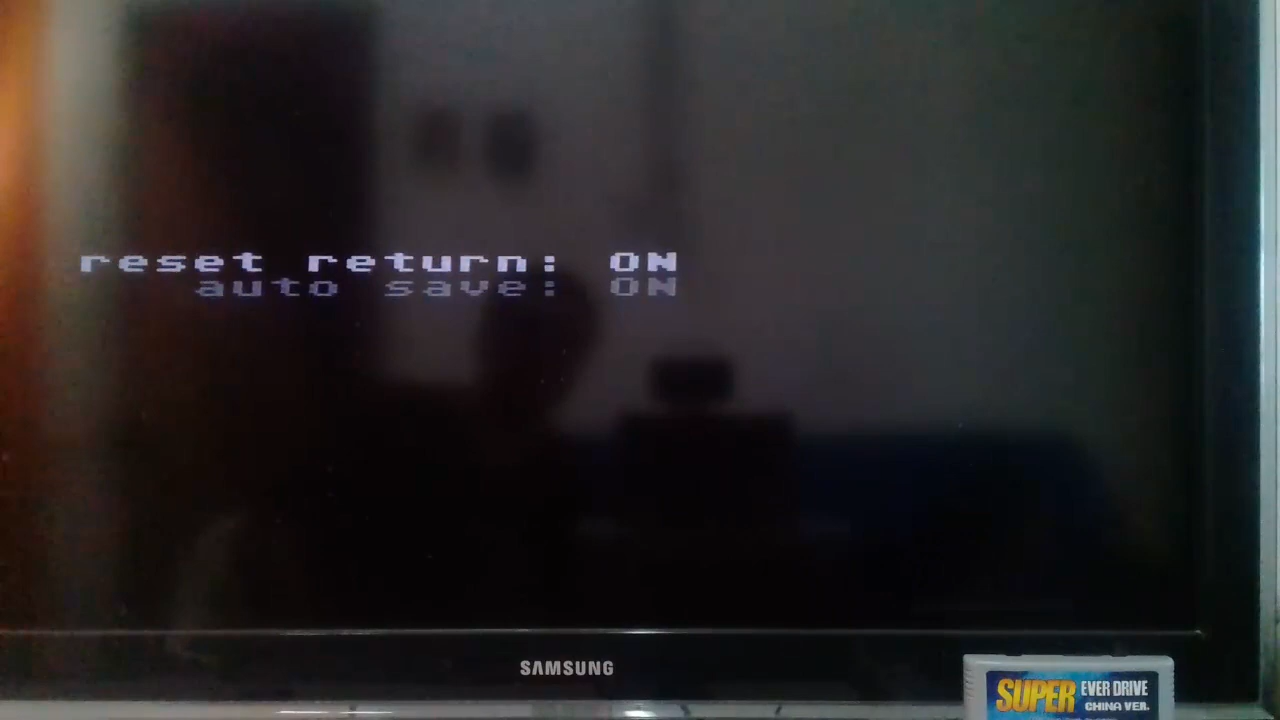 reset return: ON
auto save: ON
SAMSUNG
SUPER EVER DRIVE
CHINA VER.